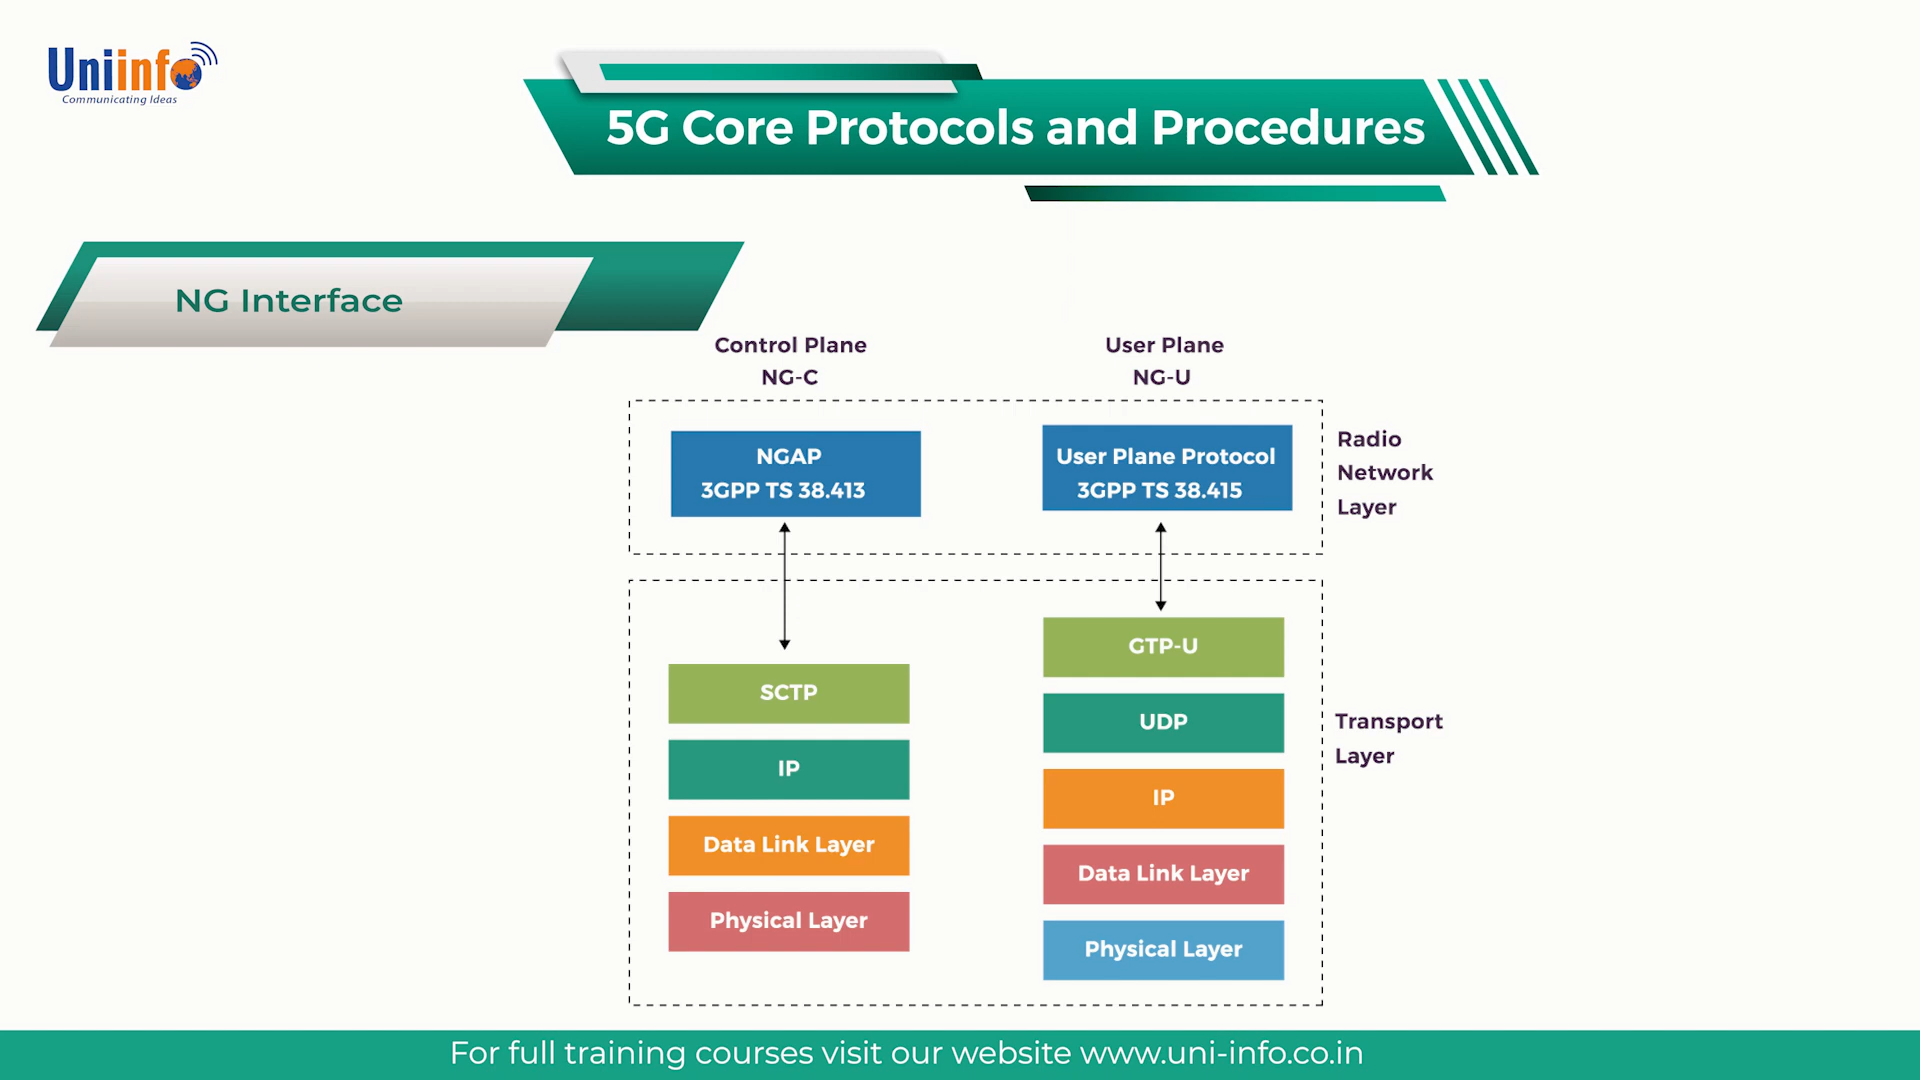 Uniinfo
Communicating Ideas
5G Core Protocols and Procedures
NG Interface
Control Plane
NG-C
User Plane
NG-U
NGAP
3GPP TS 38.413
User Plane Protocol
3GPP TS 38.415
Radio
Network
Layer
SCTP
IP
Data Link Layer
Physical Layer
GTP-U
UDP
IP
Data Link Layer
Physical Layer
Transport
Layer
For full training courses visit our website www.uni-info.co.in